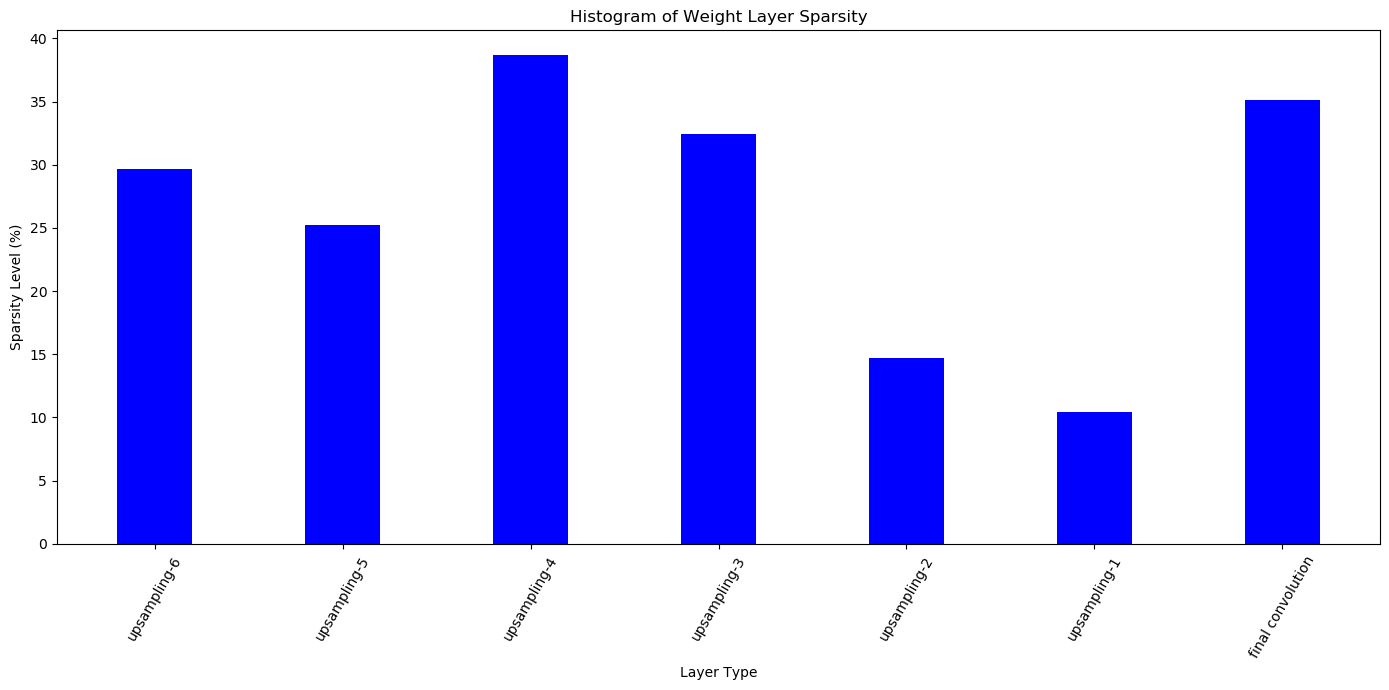 Histogram of Weight Layer Sparsity
Sparsity Level (%)
40
35
30
25
20
15
10
5
0
upsampling-6
upsampling-5
upsampling-4
upsampling-3
upsampling-2
upsampling-1
final convolution
Layer Type